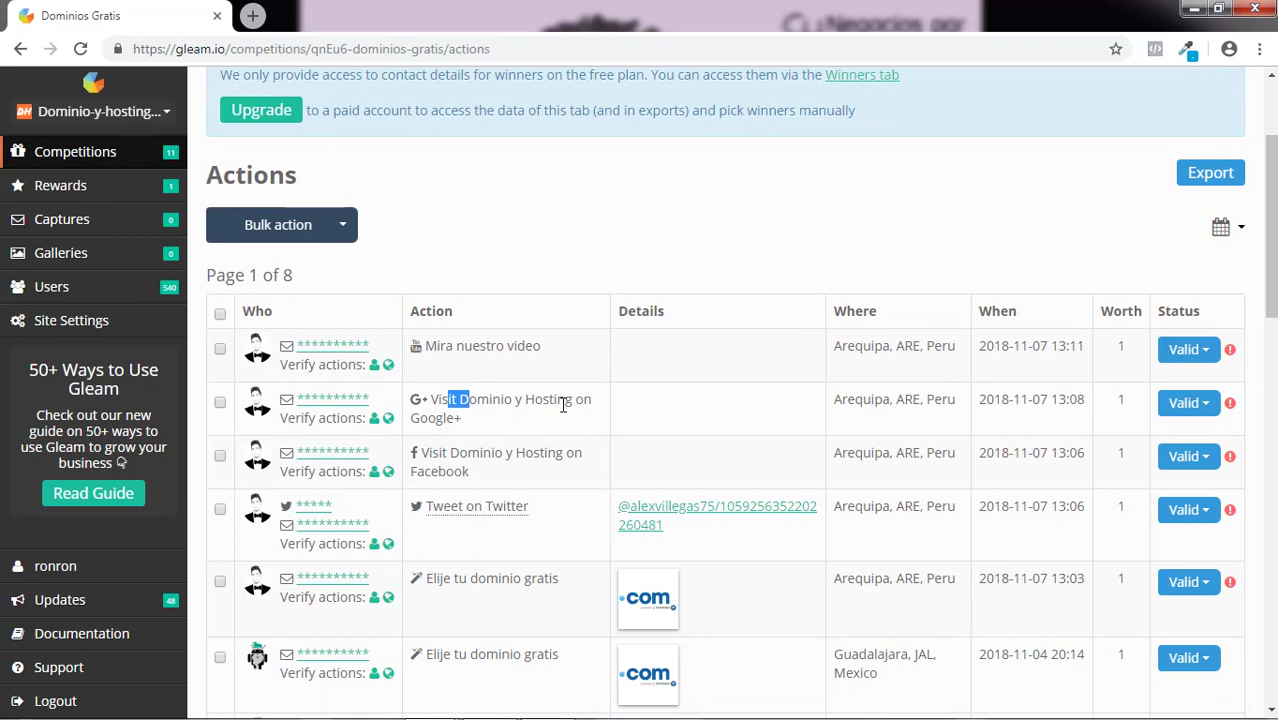 Dominios Gratis
Negocios por
https://gleam.io/competitions/qnEu6-dominios-gratis/actions
We only provide access to contact details for winners on the free plan. You can access them via the Winners tab
Upgrade to a paid account to access the data of this tab (and in exports) and pick winners manually
DH Dominio-y-hosting...
Competitions 11
Rewards 1
Captures 0
Galleries 0
Users 540
Site Settings
50+ Ways to Use
Gleam
Check out our new
guide on 50+ ways to
use Gleam to grow your
business
Read Guide
ronron
Updates 48
Documentation
Support
Logout
Actions
Export
Bulk action
Page 1 of 8
Who Action Details Where When Worth Status
********** Mira nuestro video Arequipa, ARE, Peru 2018-11-07 13:11 1 Valid
Verify actions:
********** G+ Visit Dominio y Hosting on Arequipa, ARE, Peru 2018-11-07 13:08 1 Valid
Verify actions: Google+
********** Visit Dominio y Hosting on Arequipa, ARE, Peru 2018-11-07 13:06 1 Valid
Verify actions: Facebook
***** Tweet on Twitter @alexvillegas75/1059256352202 Arequipa, ARE, Peru 2018-11-07 13:06 1 Valid
********** 260481
Verify actions:
********** Elije tu dominio gratis Arequipa, ARE, Peru 2018-11-07 13:03 1 Valid
Verify actions: .com
********** Elije tu dominio gratis Guadalajara, JAL, 2018-11-04 20:14 1 Valid
Verify actions: .com Mexico